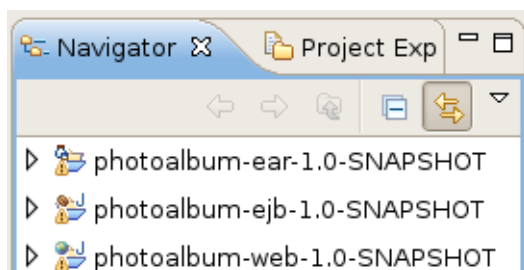 Navigator Project Exp
photoalbum-ear-1.0-SNAPSHOT
photoalbum-ejb-1.0-SNAPSHOT
photoalbum-web-1.0-SNAPSHOT